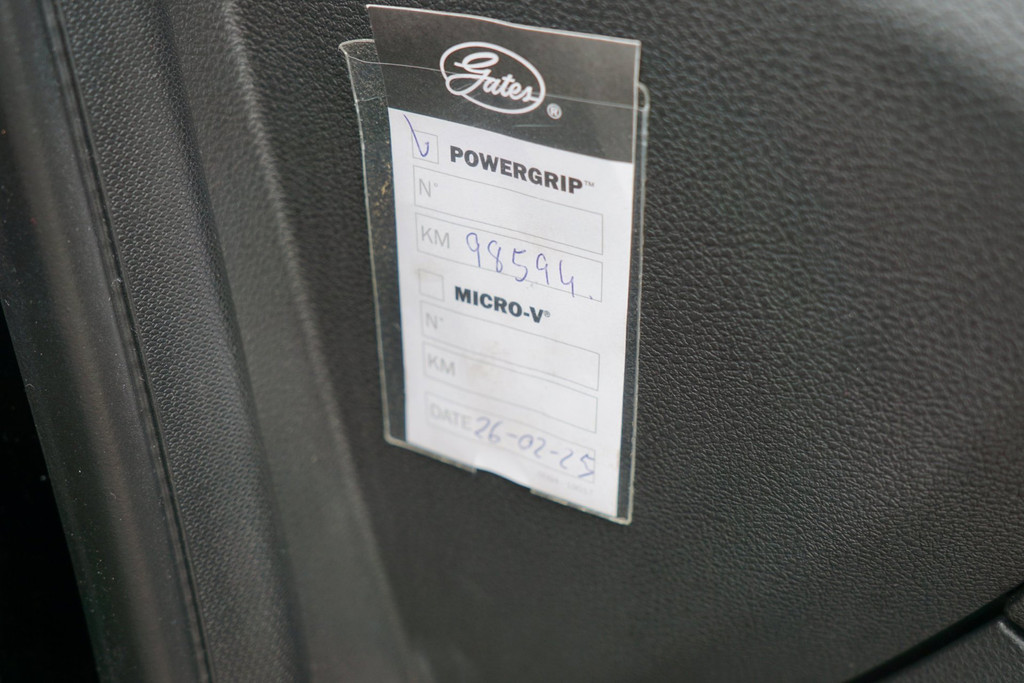 Gates®
POWERGRIP™
N°
KM 98594.
MICRO-V®
N°
KM
DATE 26-02-25